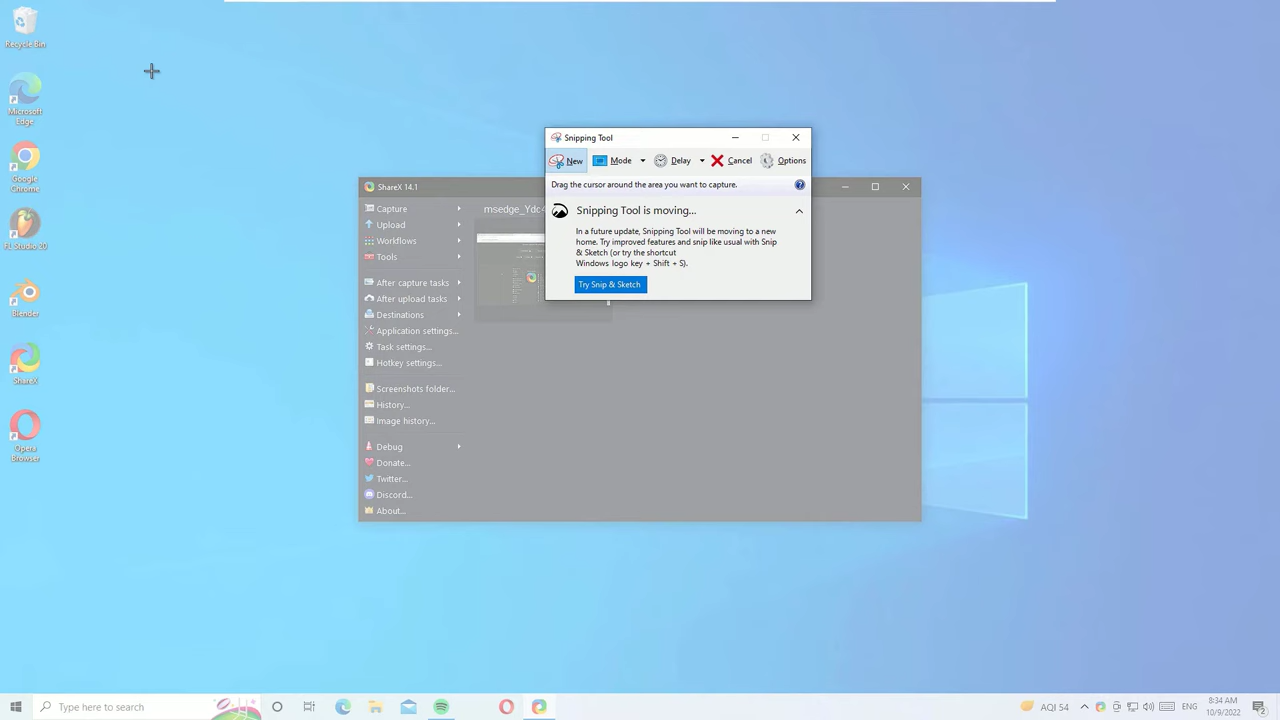 Recycle Bin
Microsoft
Edge
Google
Chrome
FL Studio 20
Blender
ShareX
Opera
Browser
Snipping Tool
New
Mode
Delay
Cancel
Options
Drag the cursor around the area you want to capture.
Snipping Tool is moving...
In a future update, Snipping Tool will be moving to a new
home. Try improved features and snip like usual with Snip
& Sketch (or try the shortcut
Windows logo key + Shift + S).
Try Snip & Sketch
ShareX 14.1
Capture
Upload
Workflows
Tools
After capture tasks
After upload tasks
Destinations
Application settings...
Task settings...
Hotkey settings...
Screenshots folder...
History...
Image history...
Debug
Donate...
Twitter...
Discord...
About...
Type here to search
AQI 54
ENG
8:34 AM
10/9/2022
2